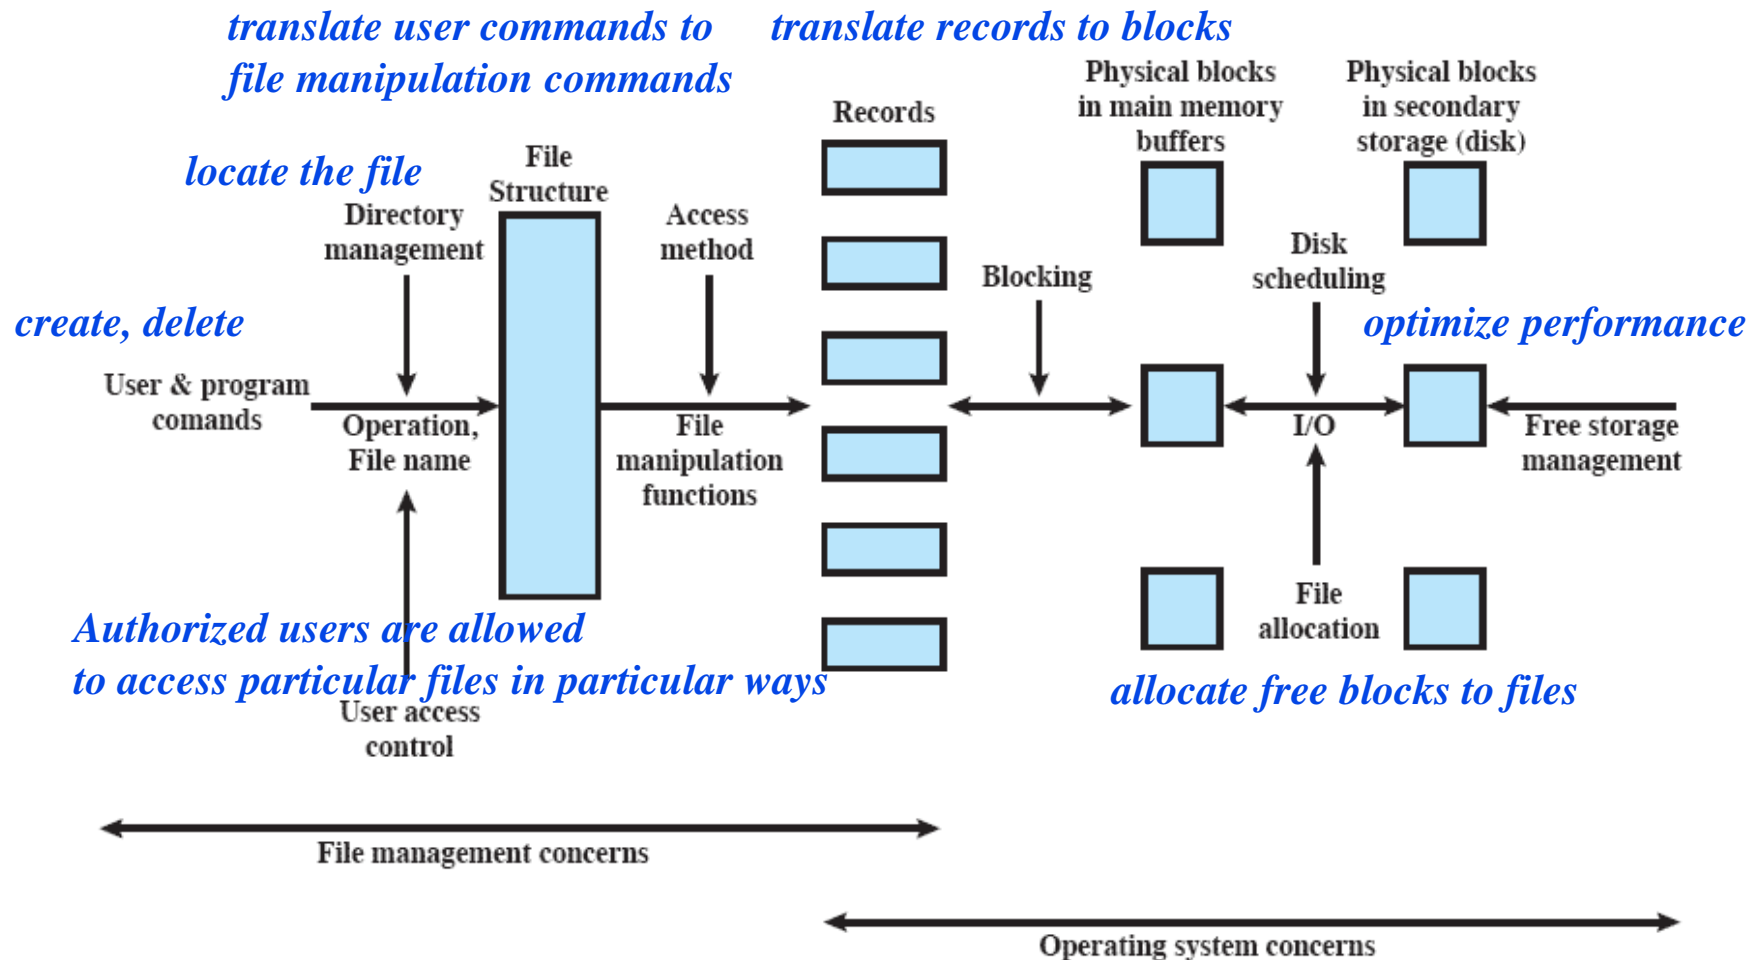 translate user commands to
file manipulation commands
translate records to blocks
Physical blocks
in main memory
buffers
Physical blocks
in secondary
storage (disk)
Records
locate the file
File
Structure
Directory
management
Access
method
Blocking
Disk
scheduling
create, delete
optimize performance
User & program
comands
Operation,
File name
File
manipulation
functions
I/O
Free storage
management
File
allocation
Authorized users are allowed
to access particular files in particular ways
allocate free blocks to files
User access
control
File management concerns
Operating system concerns